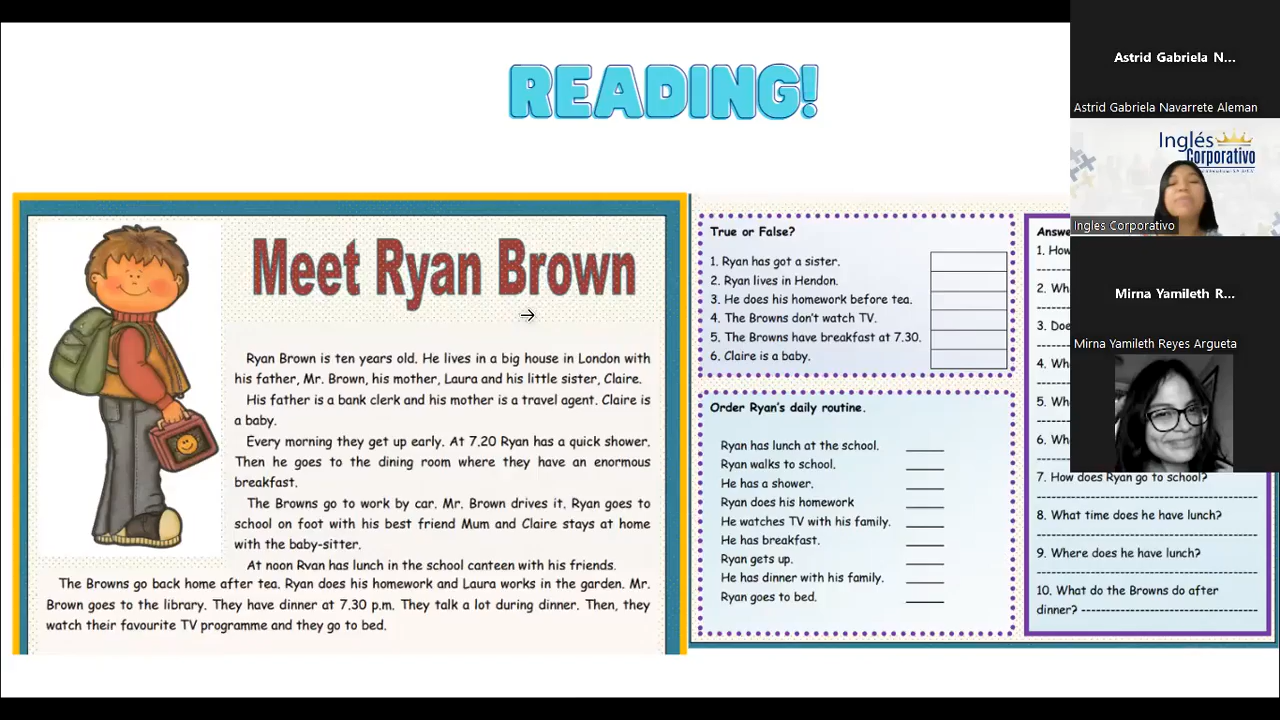 READING!
Meet Ryan Brown
Ryan Brown is ten years old. He lives in a big house in London with
his father, Mr. Brown, his mother, Laura and his little sister, Claire.
His father is a bank clerk and his mother is a travel agent. Claire is
a baby.
Every morning they get up early. At 7.20 Ryan has a quick shower.
Then he goes to the dining room where they have an enormous
breakfast.
The Browns go to work by car. Mr. Brown drives it. Ryan goes to
school on foot with his best friend Mum and Claire stays at home
with the baby-sitter.
At noon Ryan has lunch in the school canteen with his friends.
The Browns go back home after tea. Ryan does his homework and Laura works in the garden. Mr.
Brown goes to the library. They have dinner at 7.30 p.m. They talk a lot during dinner. Then, they
watch their favourite TV programme and they go to bed.
True or False?
1. Ryan has got a sister.
2. Ryan lives in Hendon.
3. He does his homework before tea.
4. The Browns don't watch TV.
5. The Browns have breakfast at 7.30.
6. Claire is a baby.
Order Ryan's daily routine.
Ryan has lunch at the school.
Ryan walks to school.
He has a shower.
Ryan does his homework
He watches TV with his family.
He has breakfast.
Ryan gets up.
He has dinner with his family.
Ryan goes to bed.
1.
2.
3.
4.
5.
6.
7. How does Ryan go to school?
8. What time does he have lunch?
9. Where does he have lunch?
10. What do the Browns do after
dinner?
Astrid Gabriela N...
Astrid Gabriela Navarrete Aleman
Inglés
Corporativo
Ingles Corporativo
Mirna Yamileth R...
Mirna Yamileth Reyes Argueta